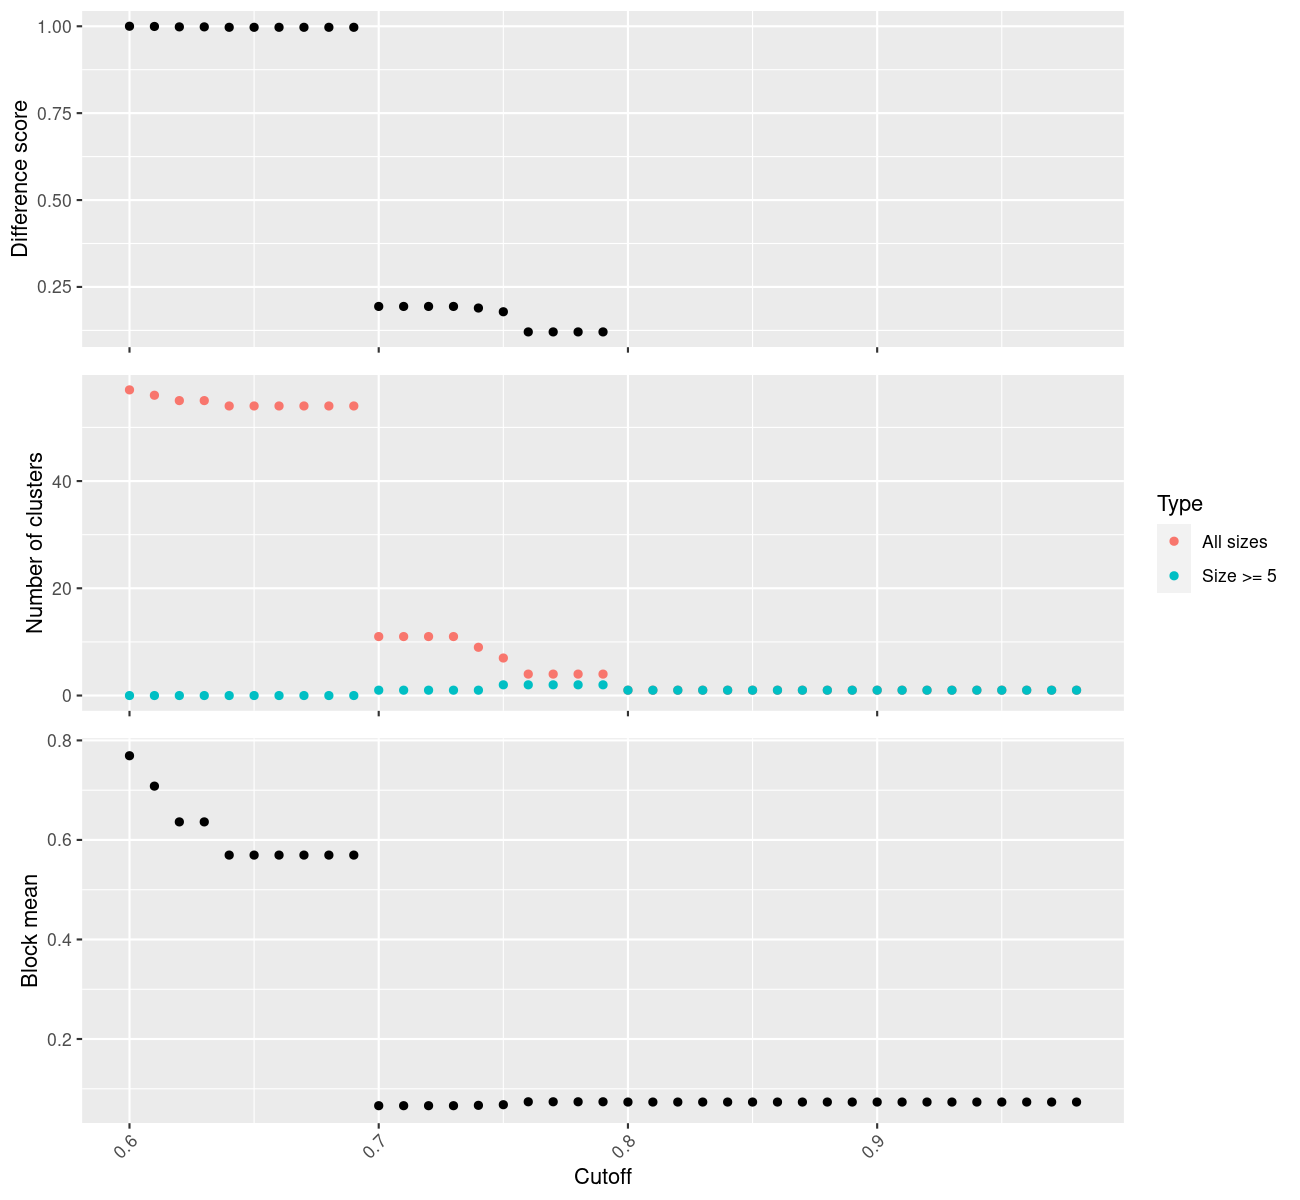 Difference score
1.00
0.75
0.50
0.25
Number of clusters
40
20
0
Type
All sizes
Size >= 5
Block mean
0.8
0.6
0.4
0.2
0.6
0.7
0.8
0.9
Cutoff